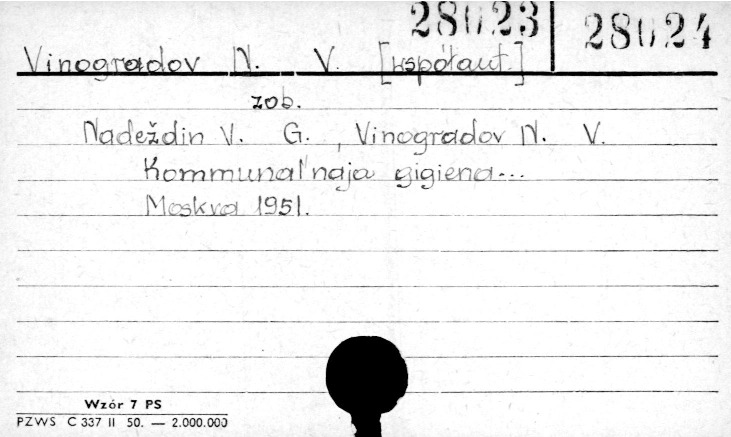 28023 28024
Vinogradov N. V. [współaut.]
zob.
Nadeždin V. G., Vinogradov N. V.
Kommunal'naja gigiena...
Moskva 1951.
Wzór 7 PS
PZWS C 337 II 50. — 2.000.000